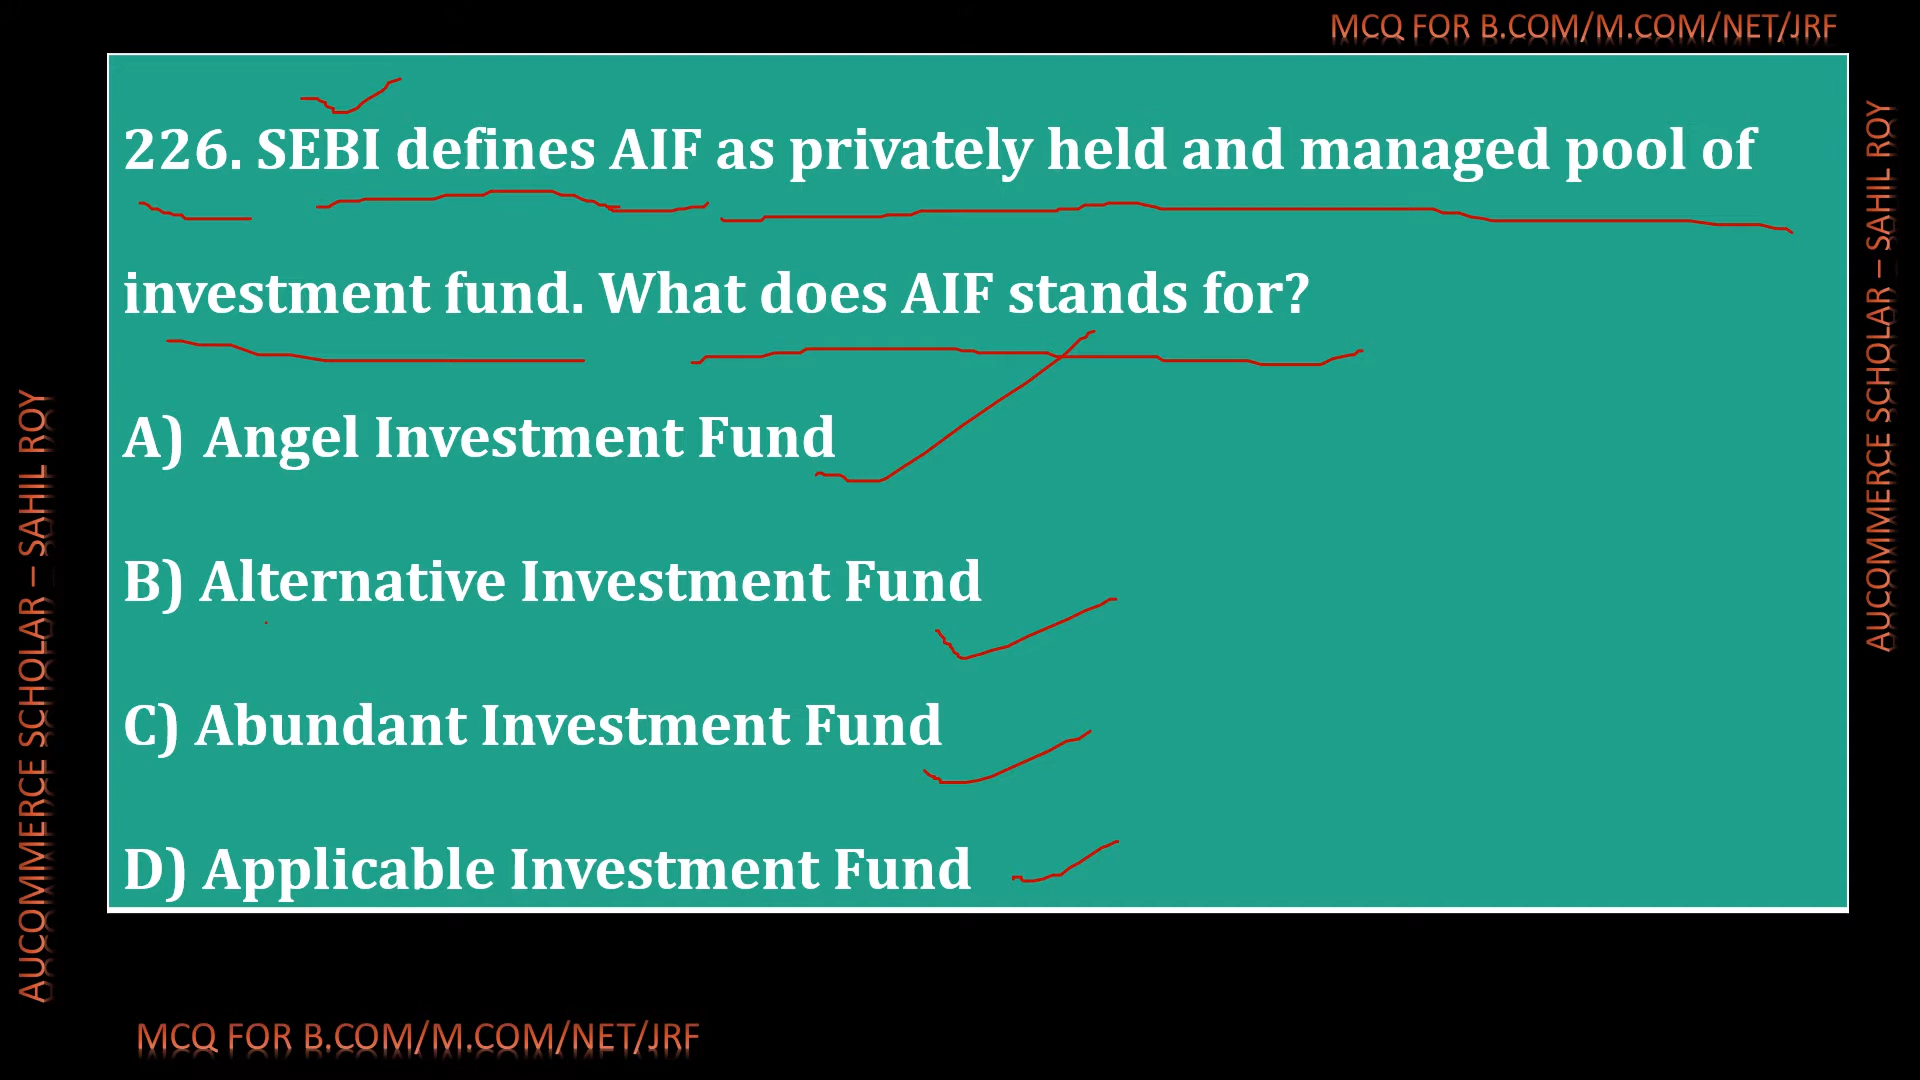 MCQ FOR B.COM/M.COM/NET/JRF
226. SEBI defines AIF as privately held and managed pool of
investment fund. What does AIF stands for?
A) Angel Investment Fund
B) Alternative Investment Fund
C) Abundant Investment Fund
D) Applicable Investment Fund
AUCOMMERCE SCHOLAR – SAHIL ROY
AUCOMMERCE SCHOLAR – SAHIL ROY
MCQ FOR B.COM/M.COM/NET/JRF